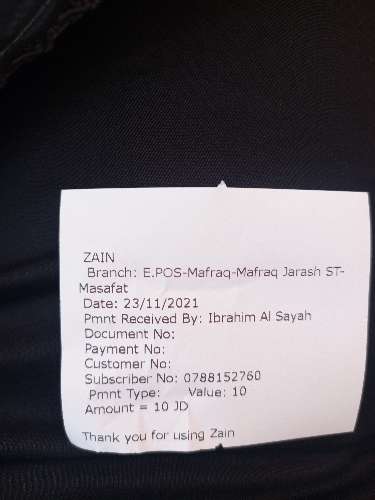 ZAIN
Branch: E.POS-Mafraq-Mafraq Jarash ST-
Masafat
Date: 23/11/2021
Pmnt Received By: Ibrahim Al Sayah
Document No:
Payment No:
Customer No:
Subscriber No: 0788152760
Pmnt Type: Value: 10
Amount = 10 JD
Thank you for using Zain